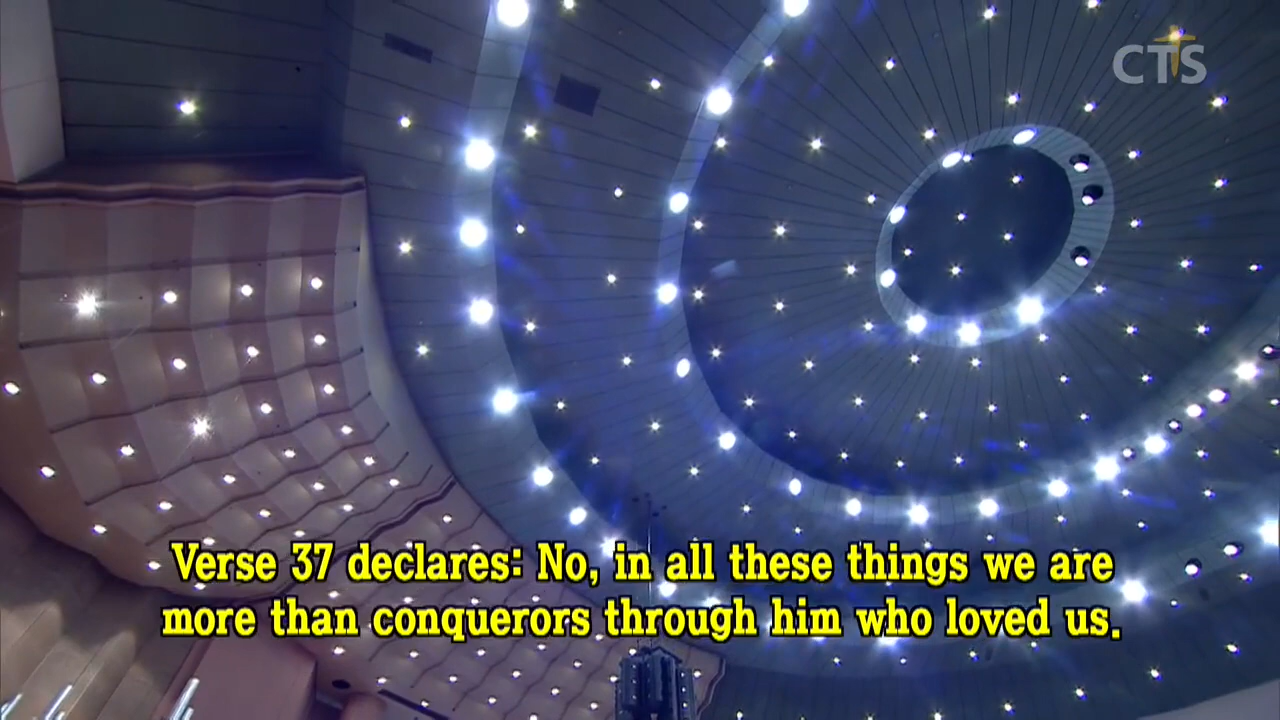 CTS
Verse 37 declares: No, in all these things we are
more than conquerors through him who loved us.